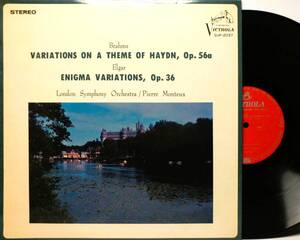 STEREO
VICTROLA
Brahms
VARIATIONS ON A THEME OF HAYDN, Op. 56a
Elgar
ENIGMA VARIATIONS, Op. 36
London Symphony Orchestra / Pierre Monteux
VICTROLA